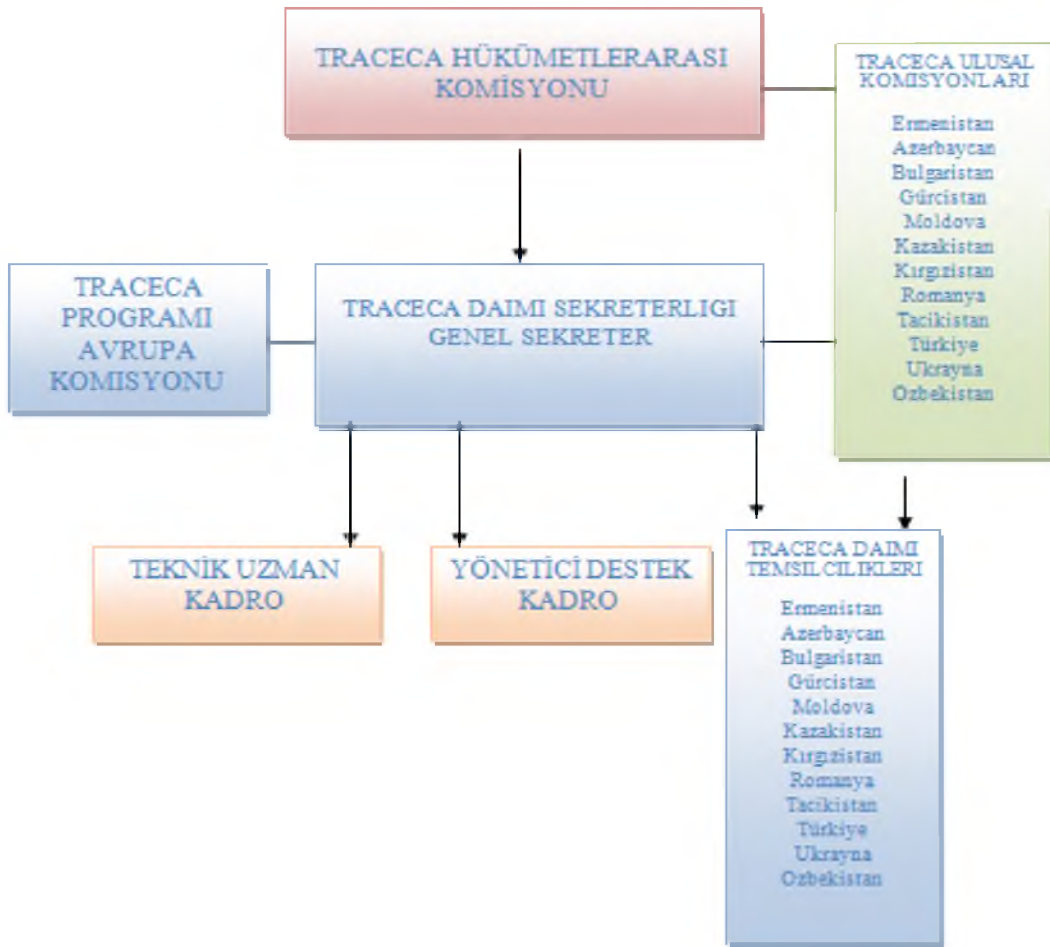 TRACECA HÜKÜMETLERARASI
KOMİSYONU
TRACECA ULUSAL
KOMISYONLARI
Ermenistan
Azerbaycan
Bulgaristan
Gürcistan
Moldova
Kazakistan
Kırgızistan
Romanya
Tacikistan
Türkiye
Ukrayna
Ozbekistan
TRACECA
PROGRAMI
AVRUPA
KOMISYONU
TRACECA DAIMI SEKRETERLIGI
GENEL SEKRETER
TEKNİK UZMAN
KADRO
YÖNETİCİ DESTEK
KADRO
TRACECA DAIMI
TEMSILCILIKLERI
Ermenistan
Azerbaycan
Bulgaristan
Gürcistan
Moldova
Kazakistan
Kırgızistan
Romanya
Tacikistan
Türkiye
Ukrayna
Ozbekistan